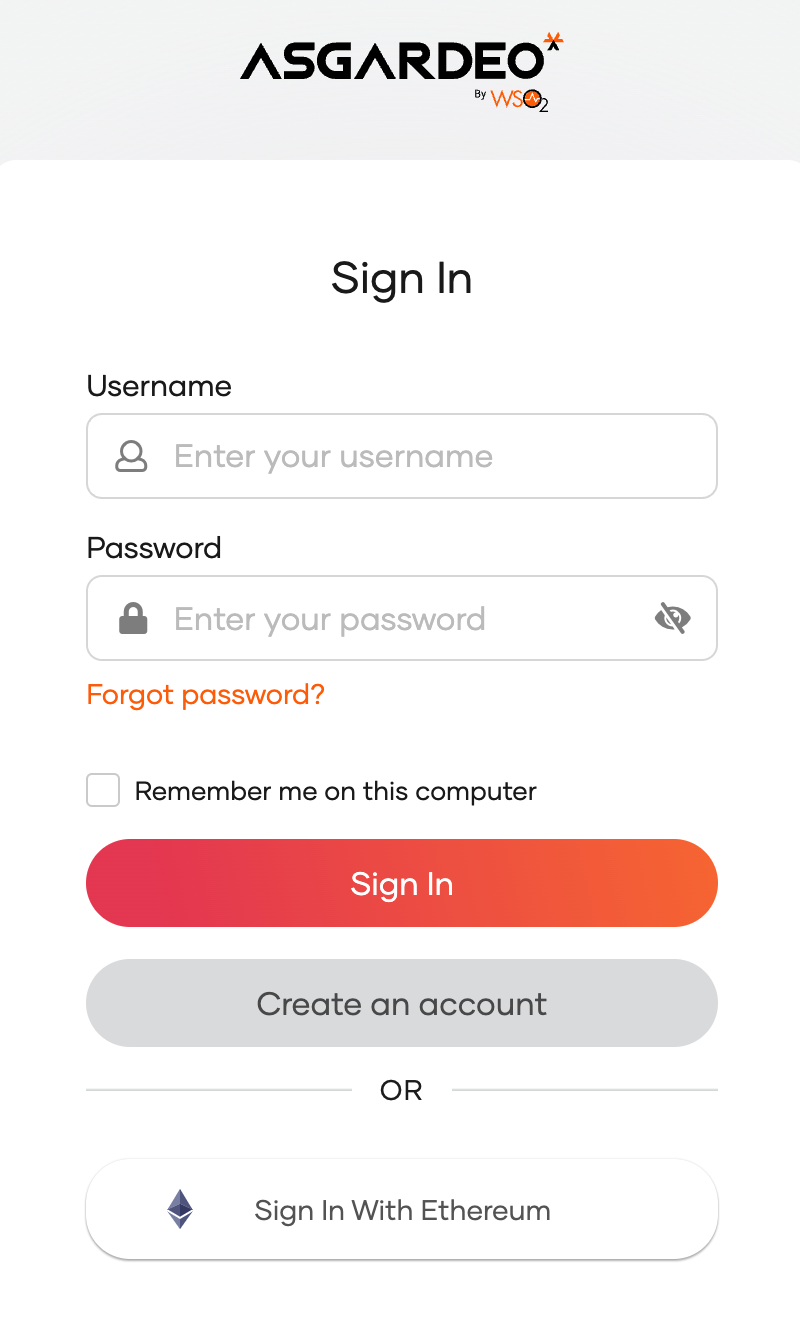 ASGARDEO
By WSO2
Sign In
Username
Enter your username
Password
Enter your password
Forgot password?
Remember me on this computer
Sign In
Create an account
OR
Sign In With Ethereum